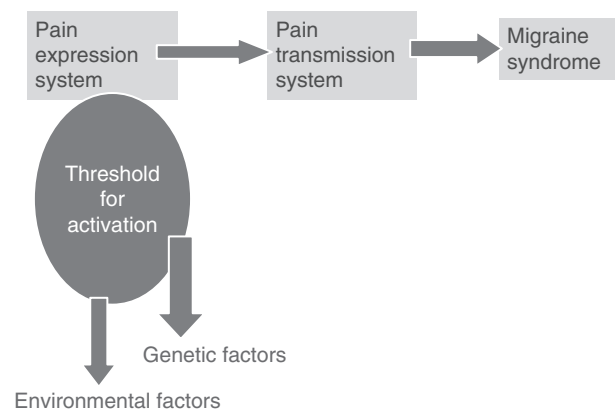 Pain
expression
system
Pain
transmission
system
Migraine
syndrome
Threshold
for
activation
Genetic factors
Environmental factors